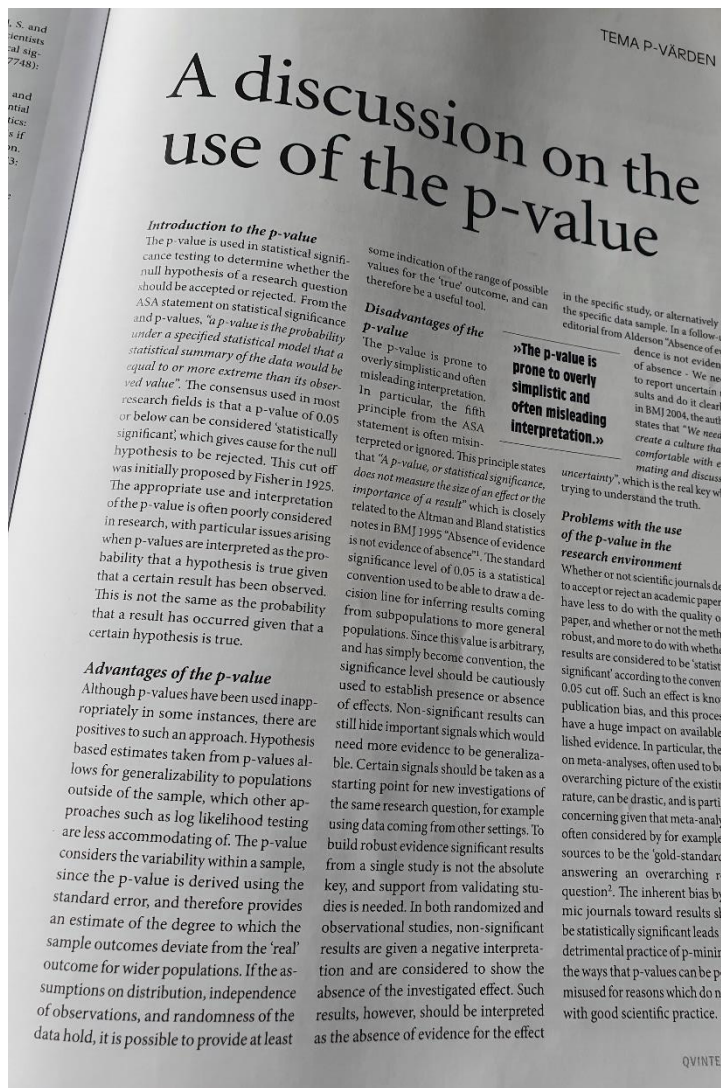 , S. and
cientists
cal sig-
7748):
and
ntial
tics:
s if
on.
3:
TEMA P-VÄRDEN
A discussion on the
use of the p-value
Introduction to the p-value
The p-value is used in statistical signifi-
cance testing to determine whether the
null hypothesis of a research question
should be accepted or rejected. From the
ASA statement on statistical significance
and p-values, "a p-value is the probability
under a specified statistical model that a
statistical summary of the data would be
equal to or more extreme than its obser-
ved value". The consensus used in most
research fields is that a p-value of 0.05
or below can be considered 'statistically
significant', which gives cause for the null
hypothesis to be rejected. This cut off
was initially proposed by Fisher in 1925.
The appropriate use and interpretation
of the p-value is often poorly considered
in research, with particular issues arising
when p-values are interpreted as the pro-
bability that a hypothesis is true given
that a certain result has been observed.
This is not the same as the probability
that a result has occurred given that a
certain hypothesis is true.
Advantages of the p-value
Although p-values have been used inapp-
ropriately in some instances, there are
positives to such an approach. Hypothesis
based estimates taken from p-values al-
lows for generalizability to populations
outside of the sample, which other ap-
proaches such as log likelihood testing
are less accommodating of. The p-value
considers the variability within a sample,
since the p-value is derived using the
standard error, and therefore provides
an estimate of the degree to which the
sample outcomes deviate from the 'real'
outcome for wider populations. If the as-
sumptions on distribution, independence
of observations, and randomness of the
data hold, it is possible to provide at least
some indication of the range of possible
values for the 'true' outcome, and can
therefore be a useful tool.
Disadvantages of the
p-value
The p-value is prone to
overly simplistic and often
misleading interpretation.
In particular, the fifth
principle from the ASA
statement is often misin-
terpreted or ignored. This principle states
that "A p-value, or statistical significance,
does not measure the size of an effect or the
importance of a result" which is closely
related to the Altman and Bland statistics
notes in BMJ 1995 "Absence of evidence
is not evidence of absence"¹. The standard
significance level of 0.05 is a statistical
convention used to be able to draw a de-
cision line for inferring results coming
from subpopulations to more general
populations. Since this value is arbitrary,
and has simply become convention, the
significance level should be cautiously
used to establish presence or absence
of effects. Non-significant results can
still hide important signals which would
need more evidence to be generaliza-
ble. Certain signals should be taken as a
starting point for new investigations of
the same research question, for example
using data coming from other settings. To
build robust evidence significant results
from a single study is not the absolute
key, and support from validating stu-
dies is needed. In both randomized and
observational studies, non-significant
results are given a negative interpreta-
tion and are considered to show the
absence of the investigated effect. Such
results, however, should be interpreted
as the absence of evidence for the effect
»The p-value is
prone to overly
simplistic and
often misleading
interpretation.»
in the specific study, or alternatively
the specific data sample. In a follow-u
editorial from Alderson "Absence of ev
dence is not eviden
of absence - We ne
to report uncertain
sults and do it clear
in BMJ 2004, the auth
states that "We need
create a culture tha
comfortable with e
mating and discuss
uncertainty", which is the real key wh
trying to understand the truth.
Problems with the use
of the p-value in the
research environment
Whether or not scientific journals de
to accept or reject an academic paper
have less to do with the quality o
paper, and whether or not the meth
robust, and more to do with whethe
results are considered to be 'statist
significant' according to the conven
0.05 cut off. Such an effect is kno
publication bias, and this proces
have a huge impact on available
lished evidence. In particular, the
on meta-analyses, often used to bu
overarching picture of the existin
rature, can be drastic, and is parti
concerning given that meta-analy
often considered by for example
sources to be the 'gold-standard
answering an overarching r
question². The inherent bias by
mic journals toward results sh
be statistically significant leads
detrimental practice of p-minin
the ways that p-values can be p
misused for reasons which do n
with good scientific practice.
QVINTE